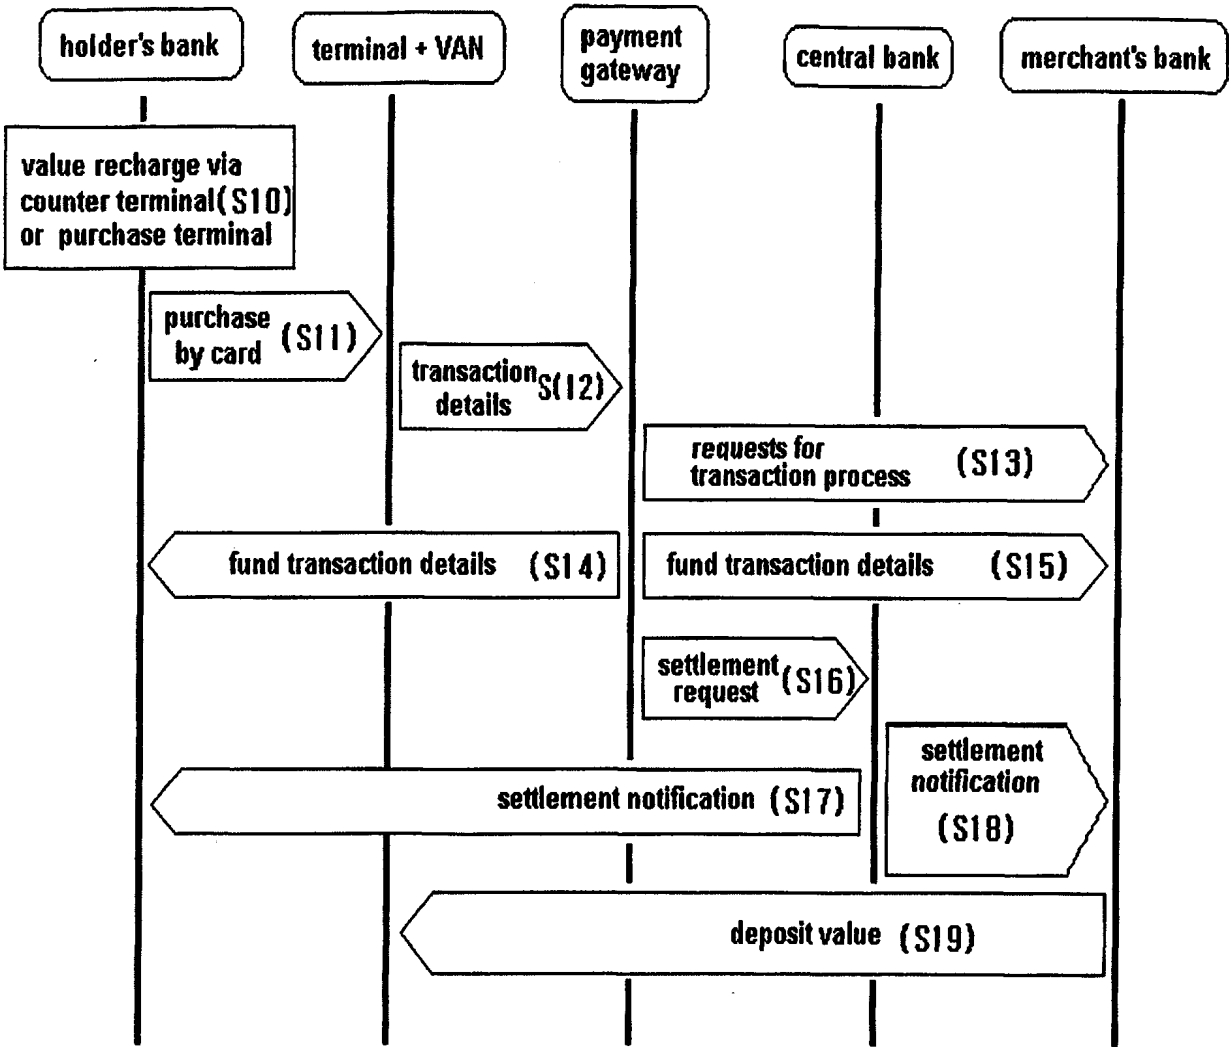 holder's bank
terminal + VAN
payment
gateway
central bank
merchant's bank
value recharge via
counter terminal(S10)
or purchase terminal
purchase
by card
(S11)
transaction
details
S(12)
requests for
transaction process
(S13)
fund transaction details (S14)
fund transaction details (S15)
settlement
request
(S16)
settlement
notification
(S18)
settlement notification (S17)
deposit value (S19)